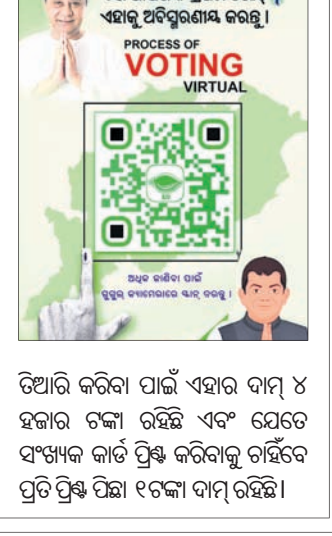 ଏହାକୁ ଅବିସ୍ମରଣୀୟ କରନ୍ତୁ ।
PROCESS OF
VOTING
VIRTUAL
ଅଧିକ ଜାଣିବା ପାଇଁ
ଗୁଗୁଲ୍ କ୍ୟାମେରାରେ ସ୍କାନ୍ କରନ୍ତୁ ।
ତିଆରି କରିବା ପାଇଁ ଏହାର ଦାମ୍ ୪
ହଜାର ଟଙ୍କା ରହିଛି ଏବଂ ଯେତେ
ସଂଖ୍ୟକ କାର୍ଡ ପ୍ରିଣ୍ଟ କରିବାକୁ ଚାହିଁବେ
ପ୍ରତି ପ୍ରିଣ୍ଟ ପିଛା ୧ଟଙ୍କା ଦାମ୍ ରହିଛି।